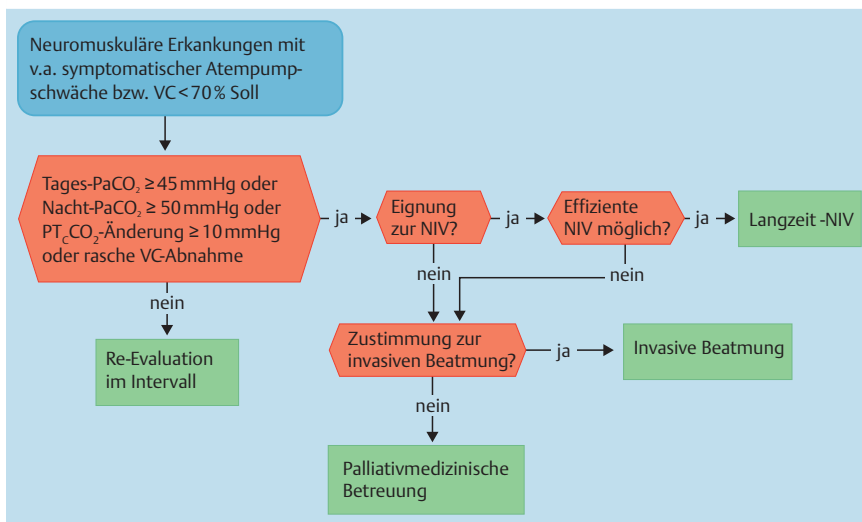 Neuromuskuläre Erkankungen mit
v.a. symptomatischer Atempump-
schwäche bzw. VC < 70 % Soll
Tages-PaCO₂ ≥ 45 mmHg oder
Nacht-PaCO₂ ≥ 50 mmHg oder
PTcCO₂-Änderung ≥ 10 mmHg
oder rasche VC-Abnahme
ja
Eignung
zur NIV?
ja
Effiziente
NIV möglich?
ja
Langzeit -NIV
nein
nein
nein
Re-Evaluation
im Intervall
Zustimmung zur
invasiven Beatmung?
ja
Invasive Beatmung
nein
Palliativmedizinische
Betreuung